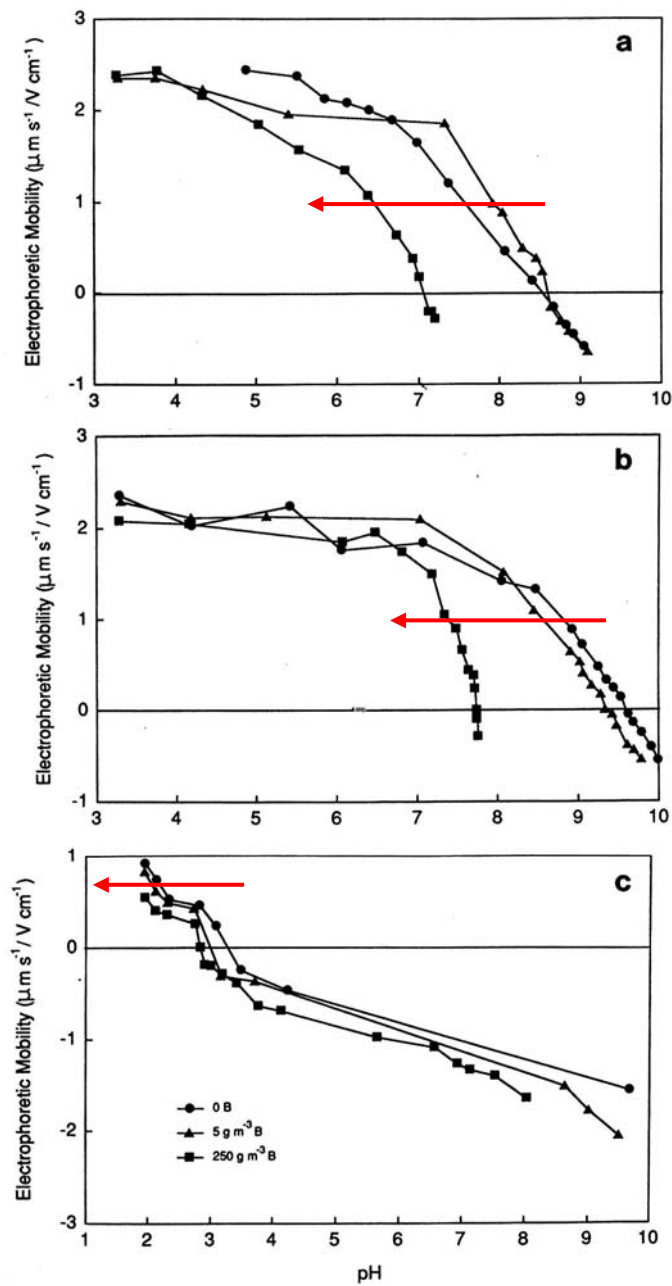 a
Electrophoretic Mobility (μm s⁻¹ /V cm⁻¹)
3
2
1
0
-1
3 4 5 6 7 8 9 10
b
Electrophoretic Mobility (μm s⁻¹/ V cm⁻¹)
3
2
1
0
-1
3 4 5 6 7 8 9 10
c
Electrophoretic Mobility (μm s⁻¹/ V cm⁻¹)
1
0
-1
-2
-3
0 B
5 g m⁻³ B
250 g m⁻³ B
1 2 3 4 5 6 7 8 9 10
pH